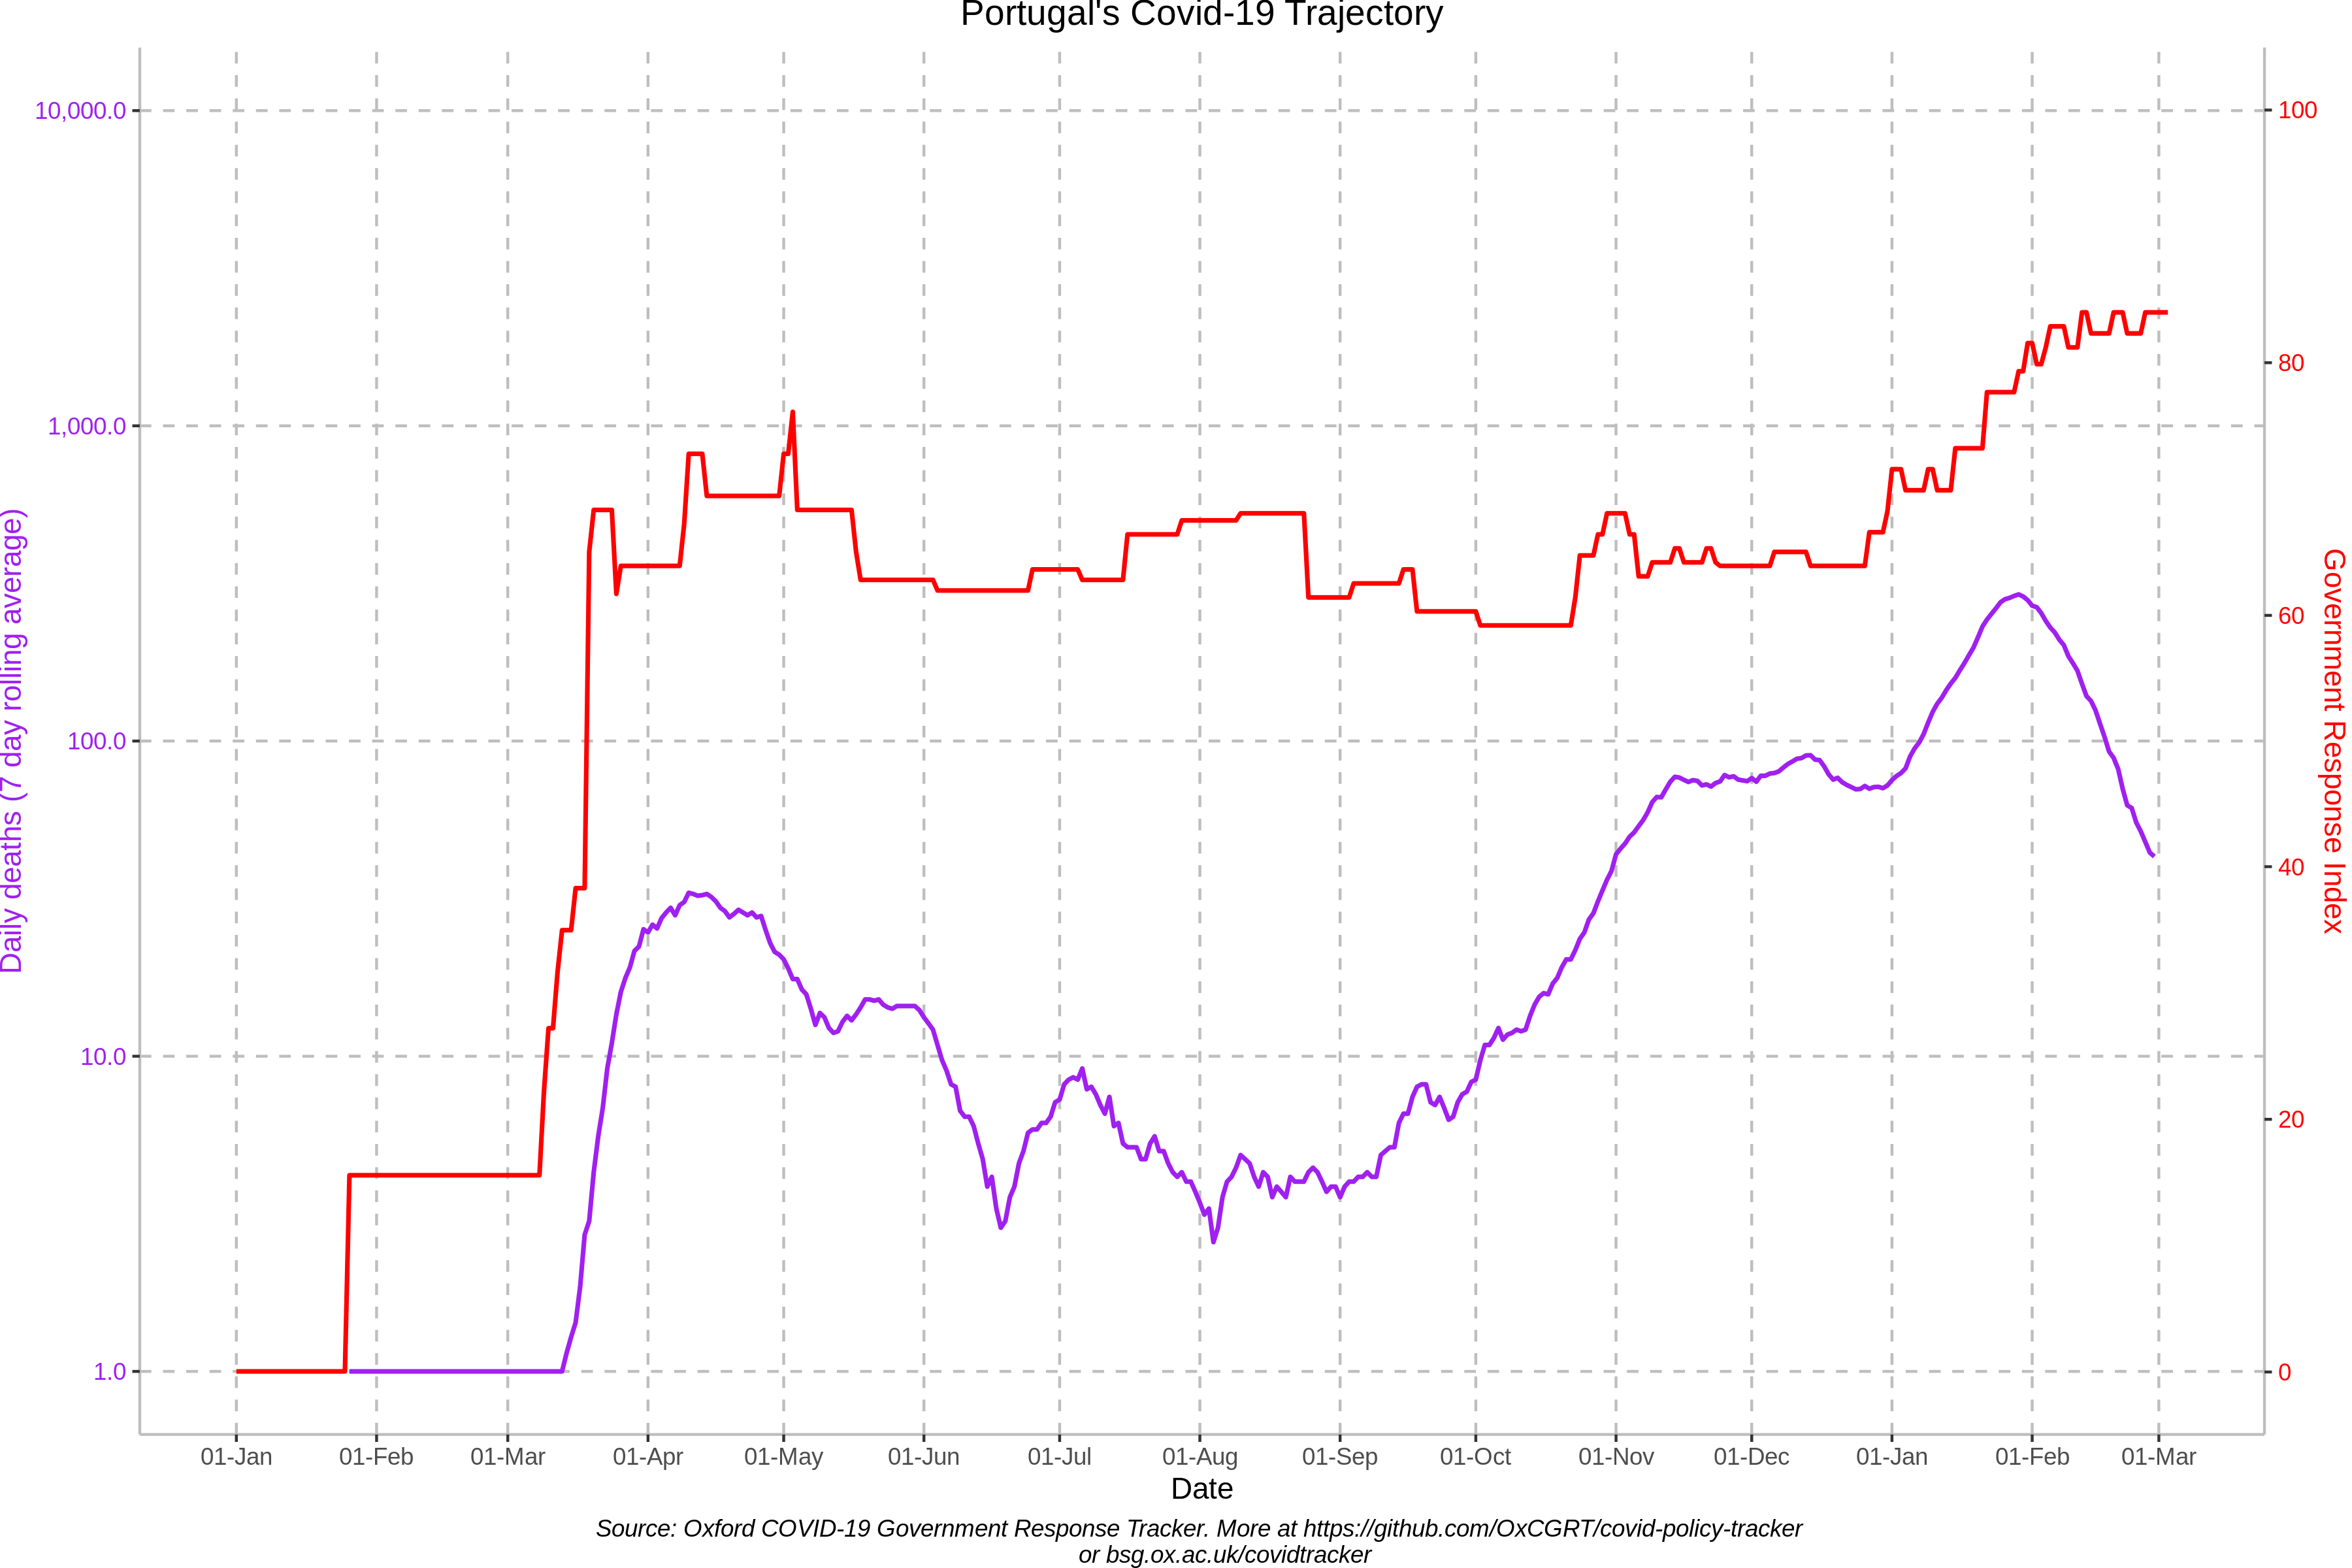 Portugal's Covid-19 Trajectory
10,000.0
1,000.0
100.0
10.0
1.0
Daily deaths (7 day rolling average)
100
80
60
40
20
0
Government Response Index
01-Jan 01-Feb 01-Mar 01-Apr 01-May 01-Jun 01-Jul 01-Aug 01-Sep 01-Oct 01-Nov 01-Dec 01-Jan 01-Feb 01-Mar
Date
Source: Oxford COVID-19 Government Response Tracker. More at https://github.com/OxCGRT/covid-policy-tracker
or bsg.ox.ac.uk/covidtracker